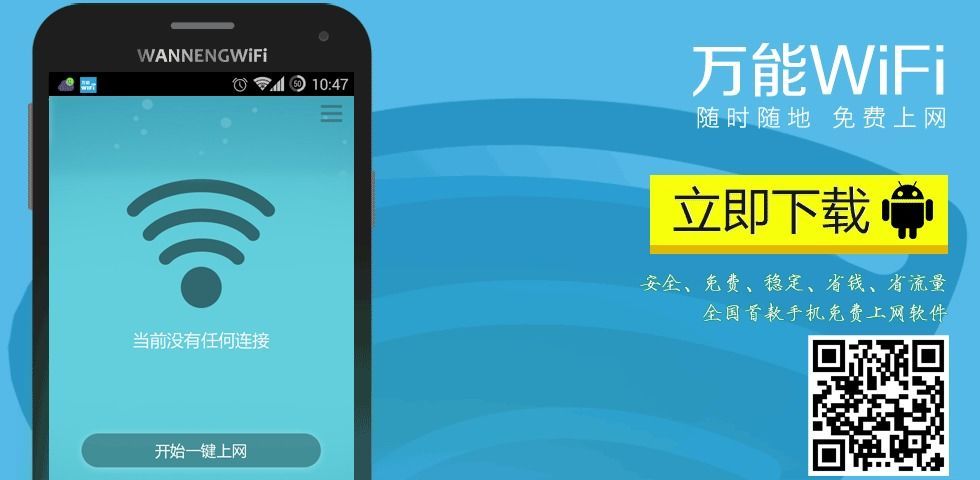 WANNENGWiFi
50 10:47
当前没有任何连接
开始一键上网
万能WiFi
随时随地 免费上网
立即下载
安全、免费、稳定、省钱、省流量
全国首款手机免费上网软件